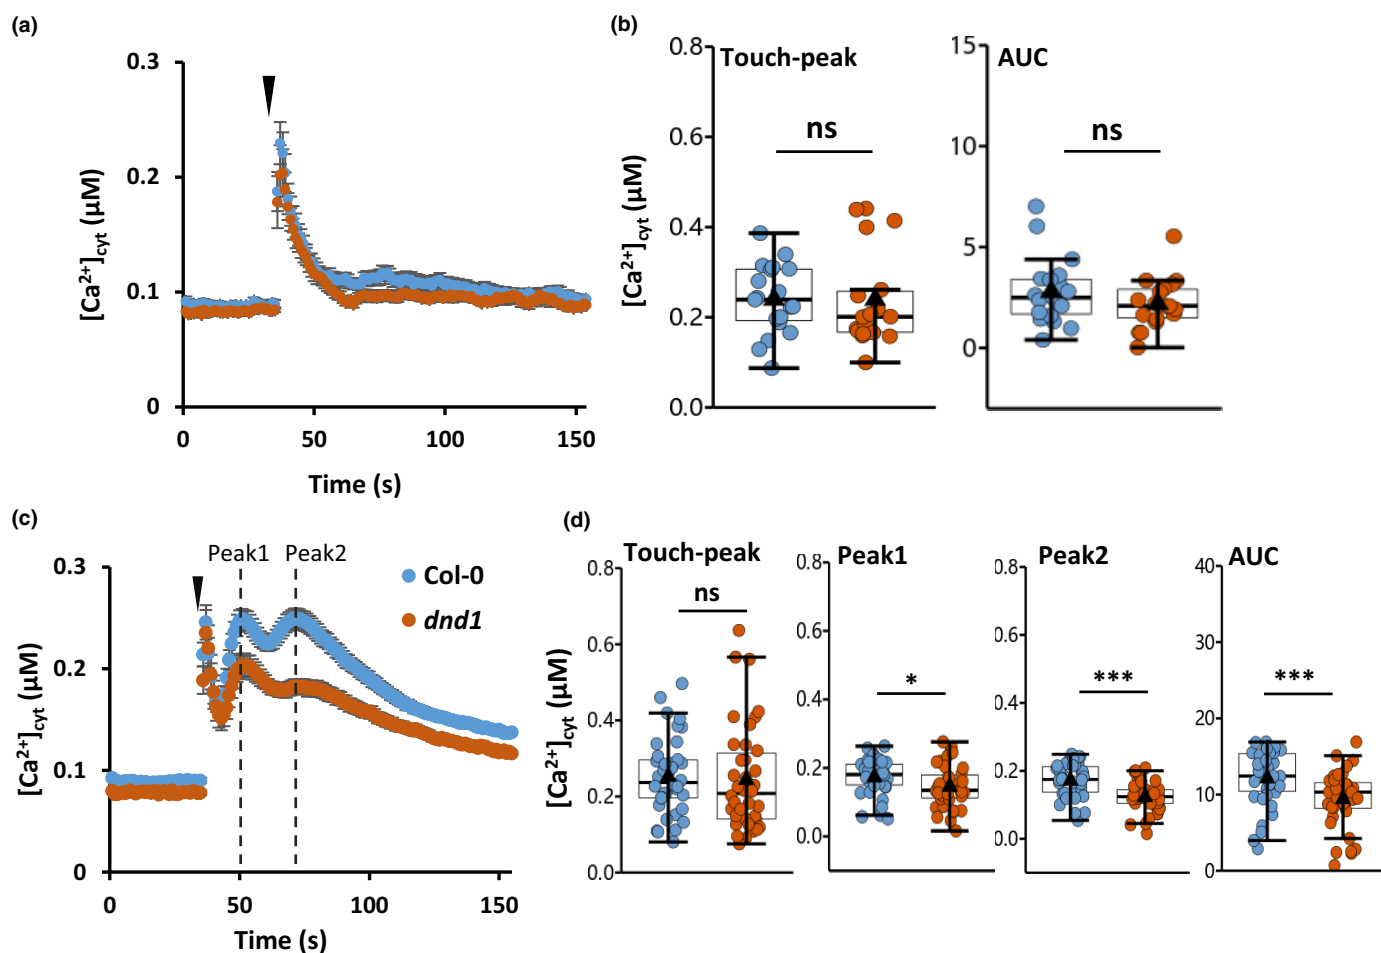 (a)
0.3
0.2
0.1
0
[Ca²⁺]cyt (µM)
0
50
100
150
Time (s)
(b)
0.8
0.6
0.4
0.2
0.0
[Ca²⁺]cyt (µM)
Touch-peak
ns
15
10
5
0
AUC
ns
(c)
0.3
0.2
0.1
0
[Ca²⁺]cyt (µM)
Peak1
Peak2
Col-0
dnd1
0
50
100
150
Time (s)
(d)
0.8
0.6
0.4
0.2
0.0
[Ca²⁺]cyt (µM)
Touch-peak
ns
0.8
0.6
0.4
0.2
0.0
Peak1
*
0.8
0.6
0.4
0.2
0.0
Peak2
***
40
30
20
10
0
AUC
***